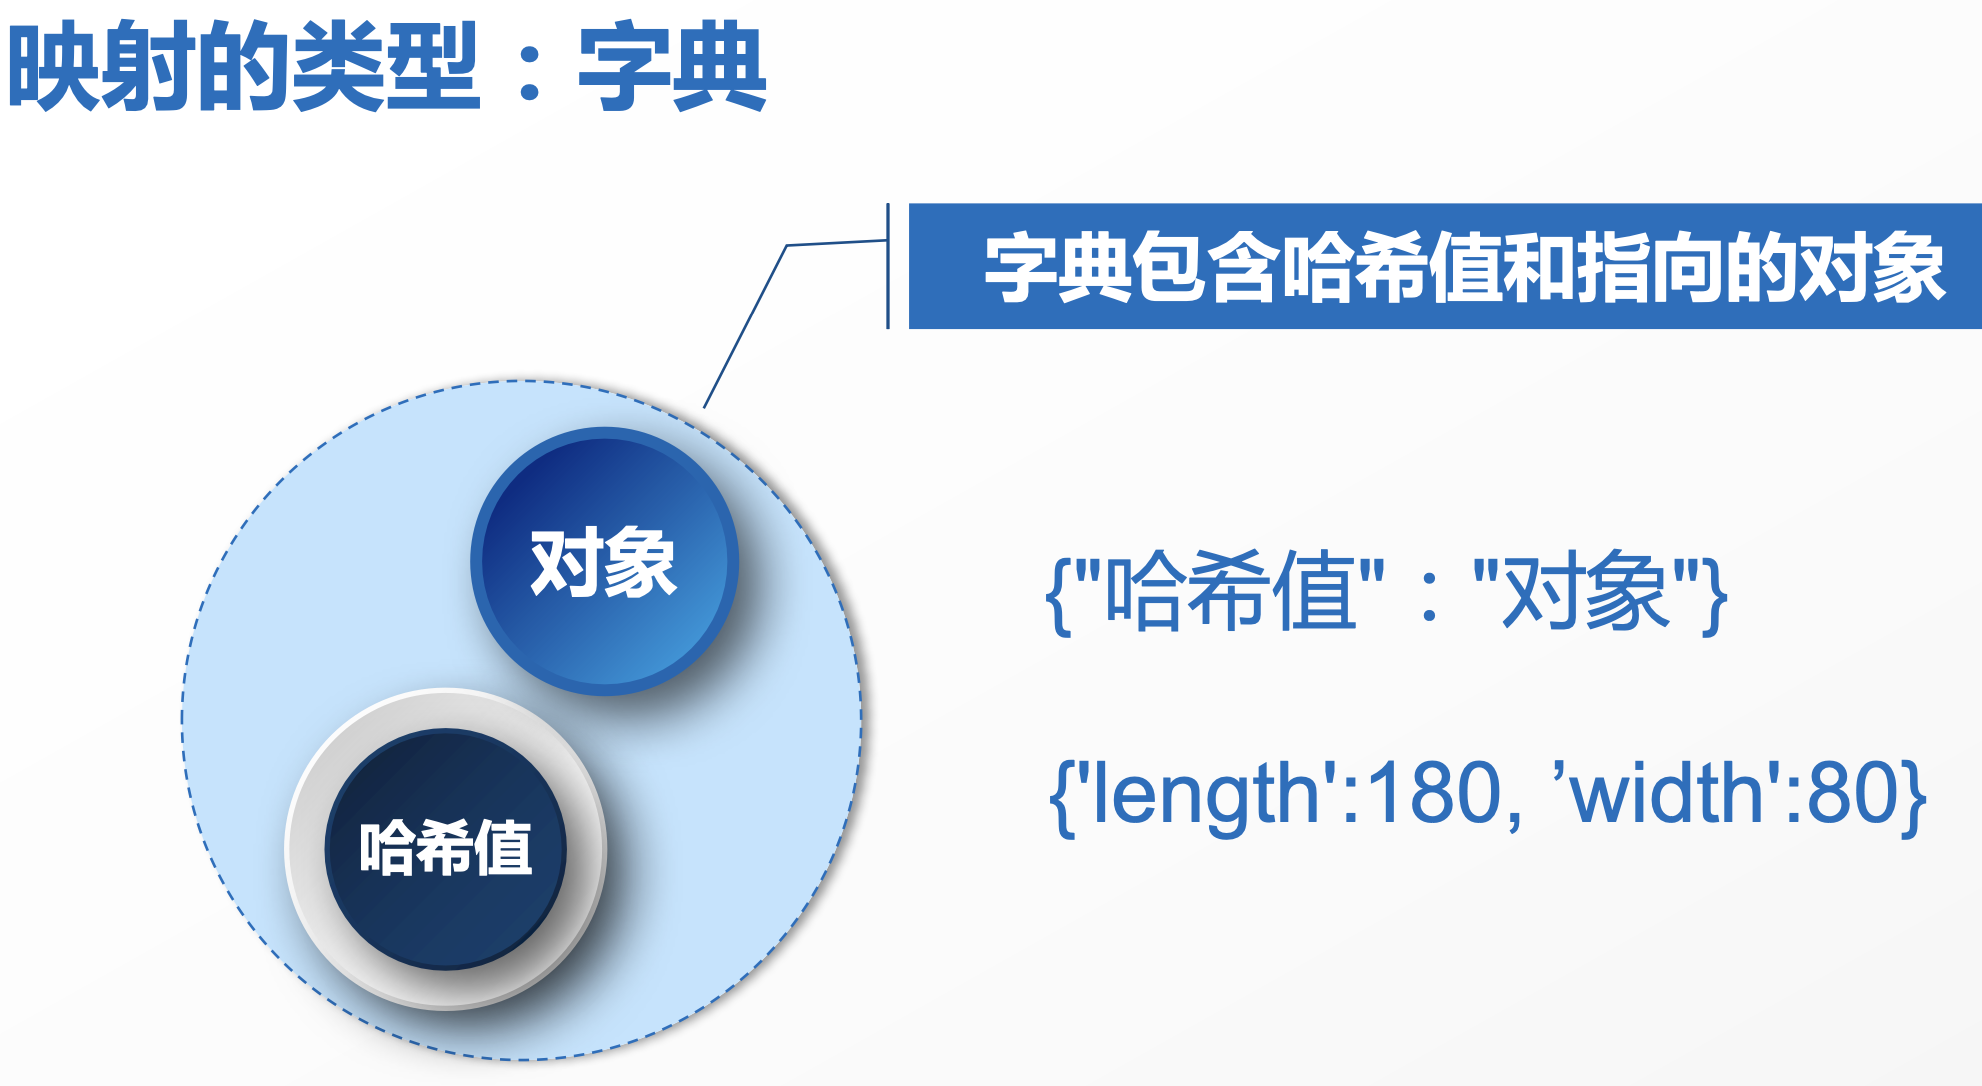 映射的类型：字典
字典包含哈希值和指向的对象
对象
哈希值
{"哈希值"："对象"}
{'length':180, ’width':80}